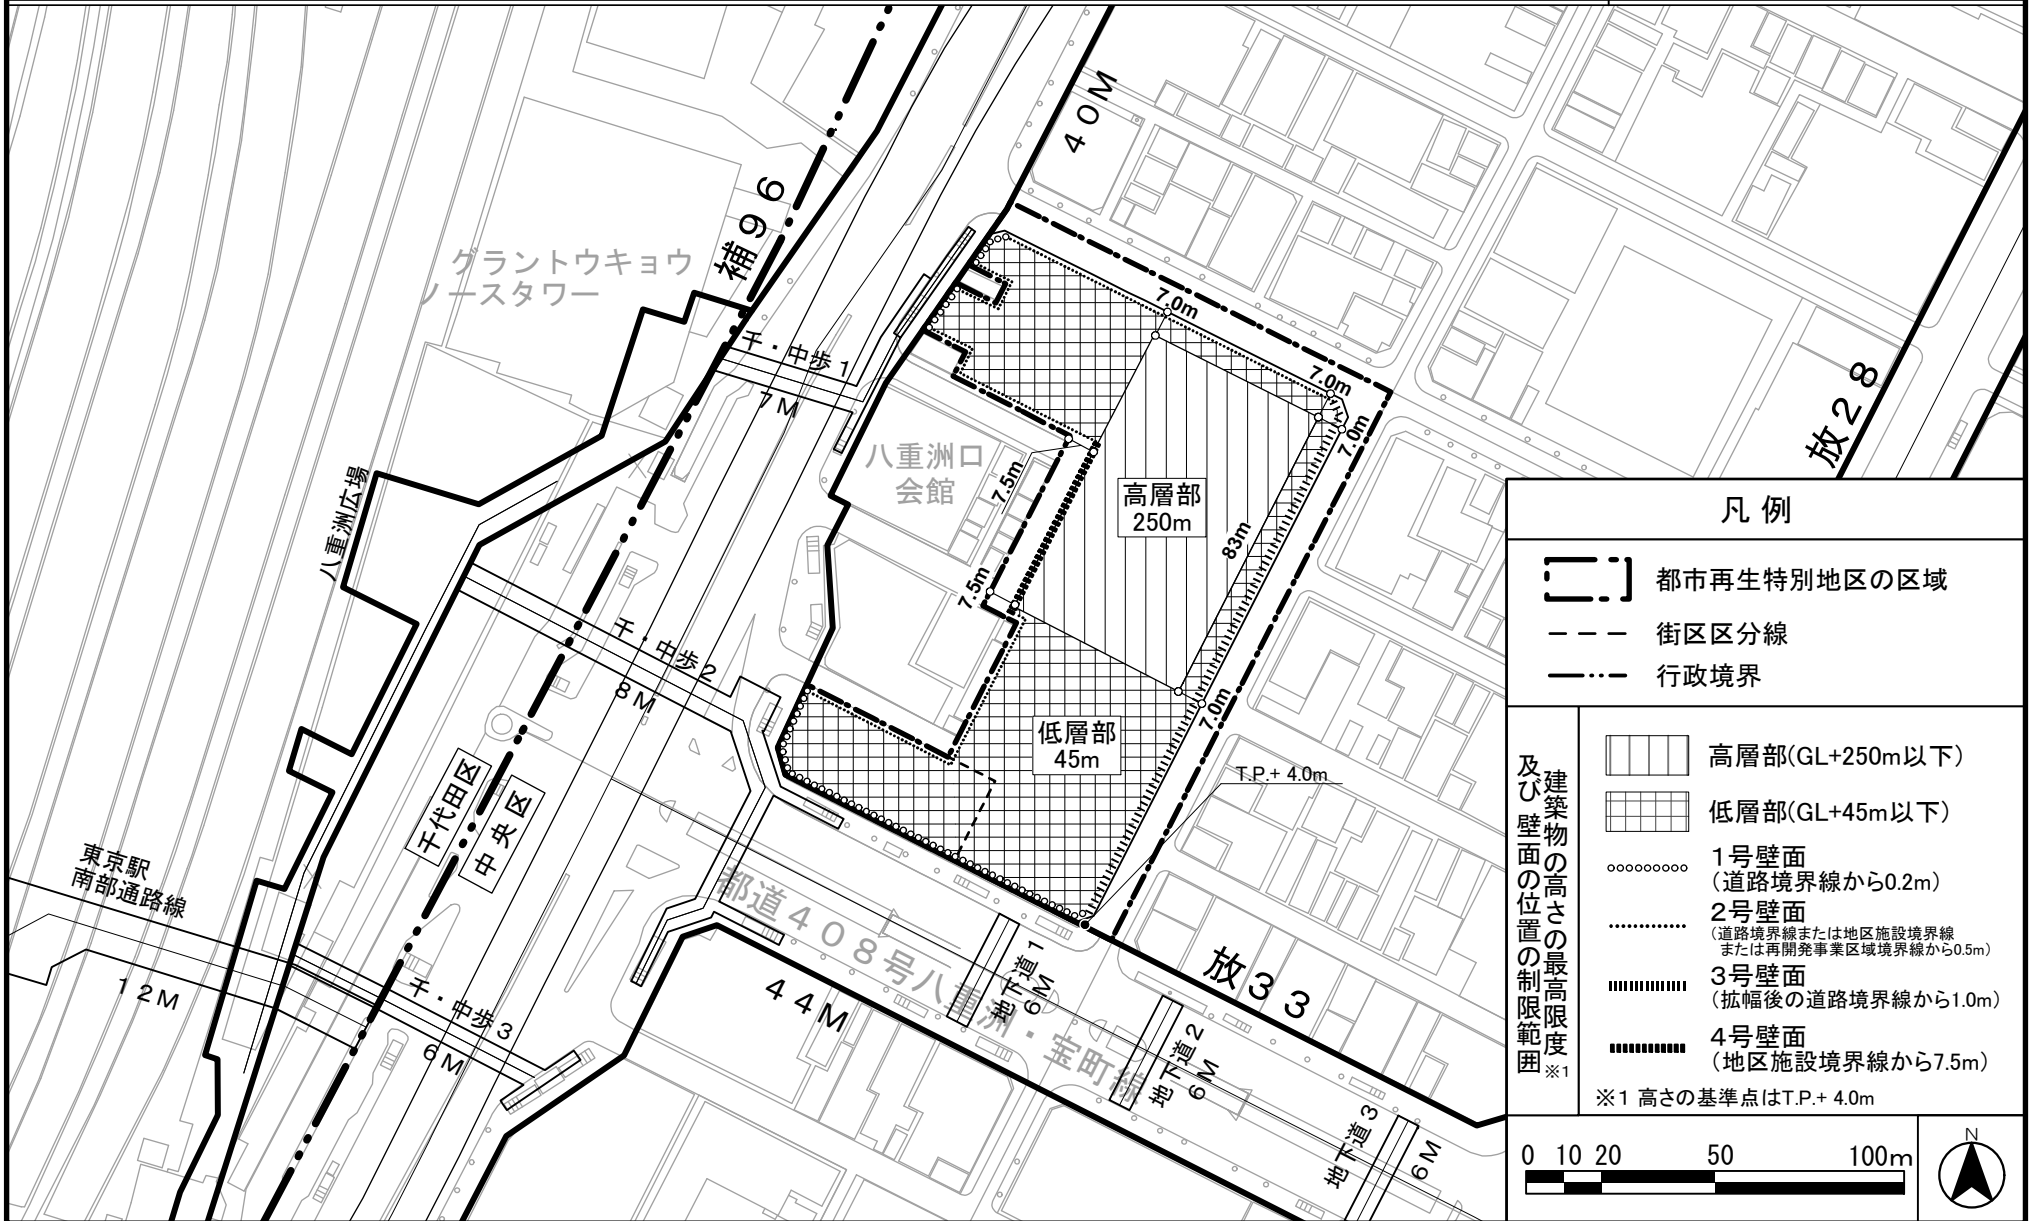 40M
補96
グラントウキョウ
ノースタワー
千・中歩1
7M
八重洲口
会館
7.0m
7.0m
7.0m
放28
八重洲広場
7.5m
高層部
250m
83m
7.5m
千・中歩2
8M
7.0m
低層部
45m
T.P.+ 4.0m
千代田区
中央区
東京駅
南部通路線
12M
千・中歩3
6M
都道408号八重洲・宝町線
44M
地下道1
6M
放33
地下道2
6M
地下道3
6M
凡例
都市再生特別地区の区域
街区区分線
行政境界
建築物の高さの最高限度
及び壁面の位置の制限範囲 ※1
高層部(GL+250m以下)
低層部(GL+45m以下)
1号壁面
(道路境界線から0.2m)
2号壁面
(道路境界線または地区施設境界線
または再開発事業区域境界線から0.5m)
3号壁面
(拡幅後の道路境界線から1.0m)
4号壁面
(地区施設境界線から7.5m)
※1 高さの基準点はT.P.+ 4.0m
0 10 20 50 100m
N